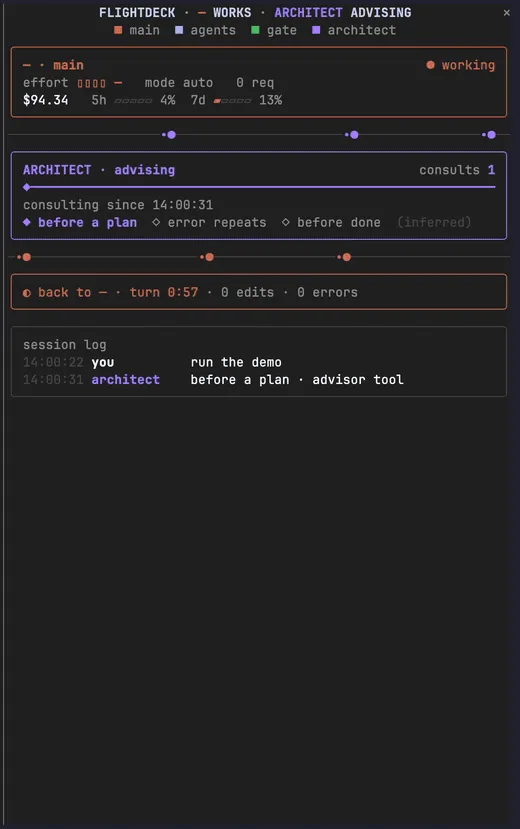 FLIGHTDECK · — WORKS · ARCHITECT ADVISING ×
main agents gate architect
— · main working
effort — mode auto 0 req
$94.34 5h 4% 7d 13%
ARCHITECT · advising consults 1
consulting since 14:00:31
before a plan error repeats before done (inferred)
back to — · turn 0:57 · 0 edits · 0 errors
session log
14:00:22 you run the demo
14:00:31 architect before a plan · advisor tool